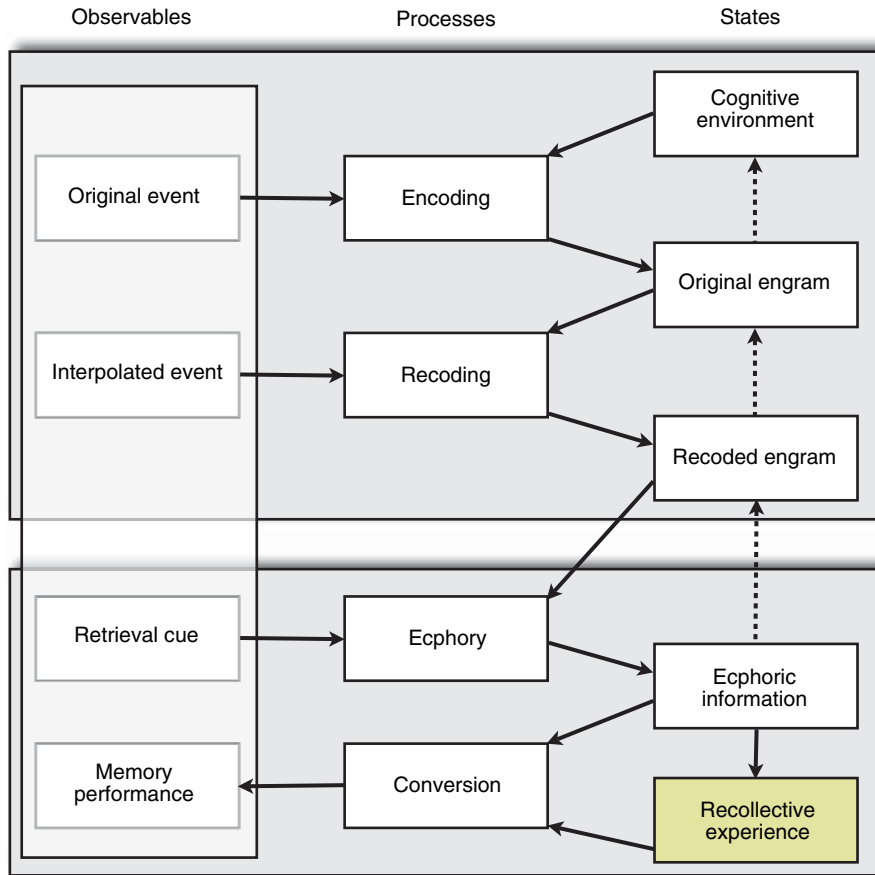 Observables
Processes
States
Cognitive
environment
Original event
Encoding
Original engram
Interpolated event
Recoding
Recoded engram
Retrieval cue
Ecphory
Ecphoric
information
Memory
performance
Conversion
Recollective
experience